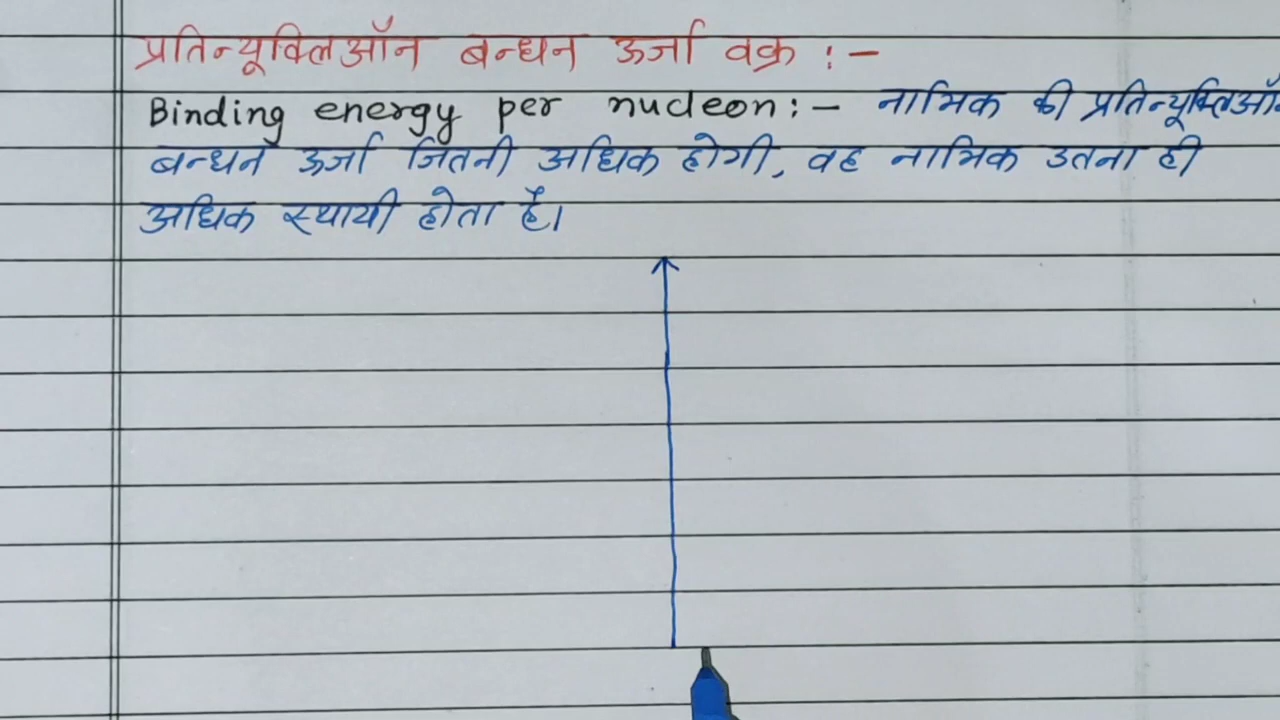 प्रतिन्यूक्लिऑन बन्धन ऊर्जा वक्र :-
Binding energy per nucleon:- नाभिक की प्रतिन्यूक्लिऑन
बन्धन ऊर्जा जितनी अधिक होगी, वह नाभिक उतना ही
अधिक स्थायी होता है।